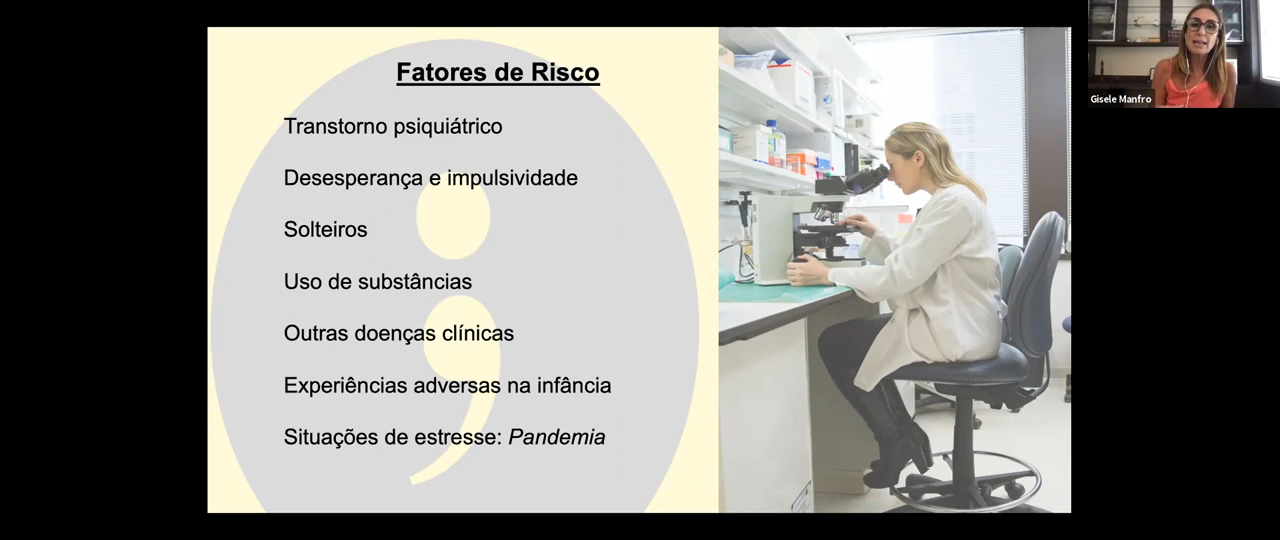 Fatores de Risco
Transtorno psiquiátrico
Desesperança e impulsividade
Solteiros
Uso de substâncias
Outras doenças clínicas
Experiências adversas na infância
Situações de estresse: Pandemia
Gisele Manfro